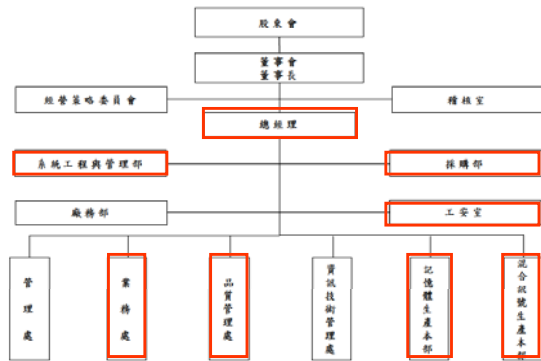 股東會
董事會
董事長
經營策略委員會
稽核室
總經理
系統工程與管理部
採購部
廠務部
工安室
管理處
業務處
品質管理處
資訊技術管理處
記憶體生產本部
混合訊號生產本部